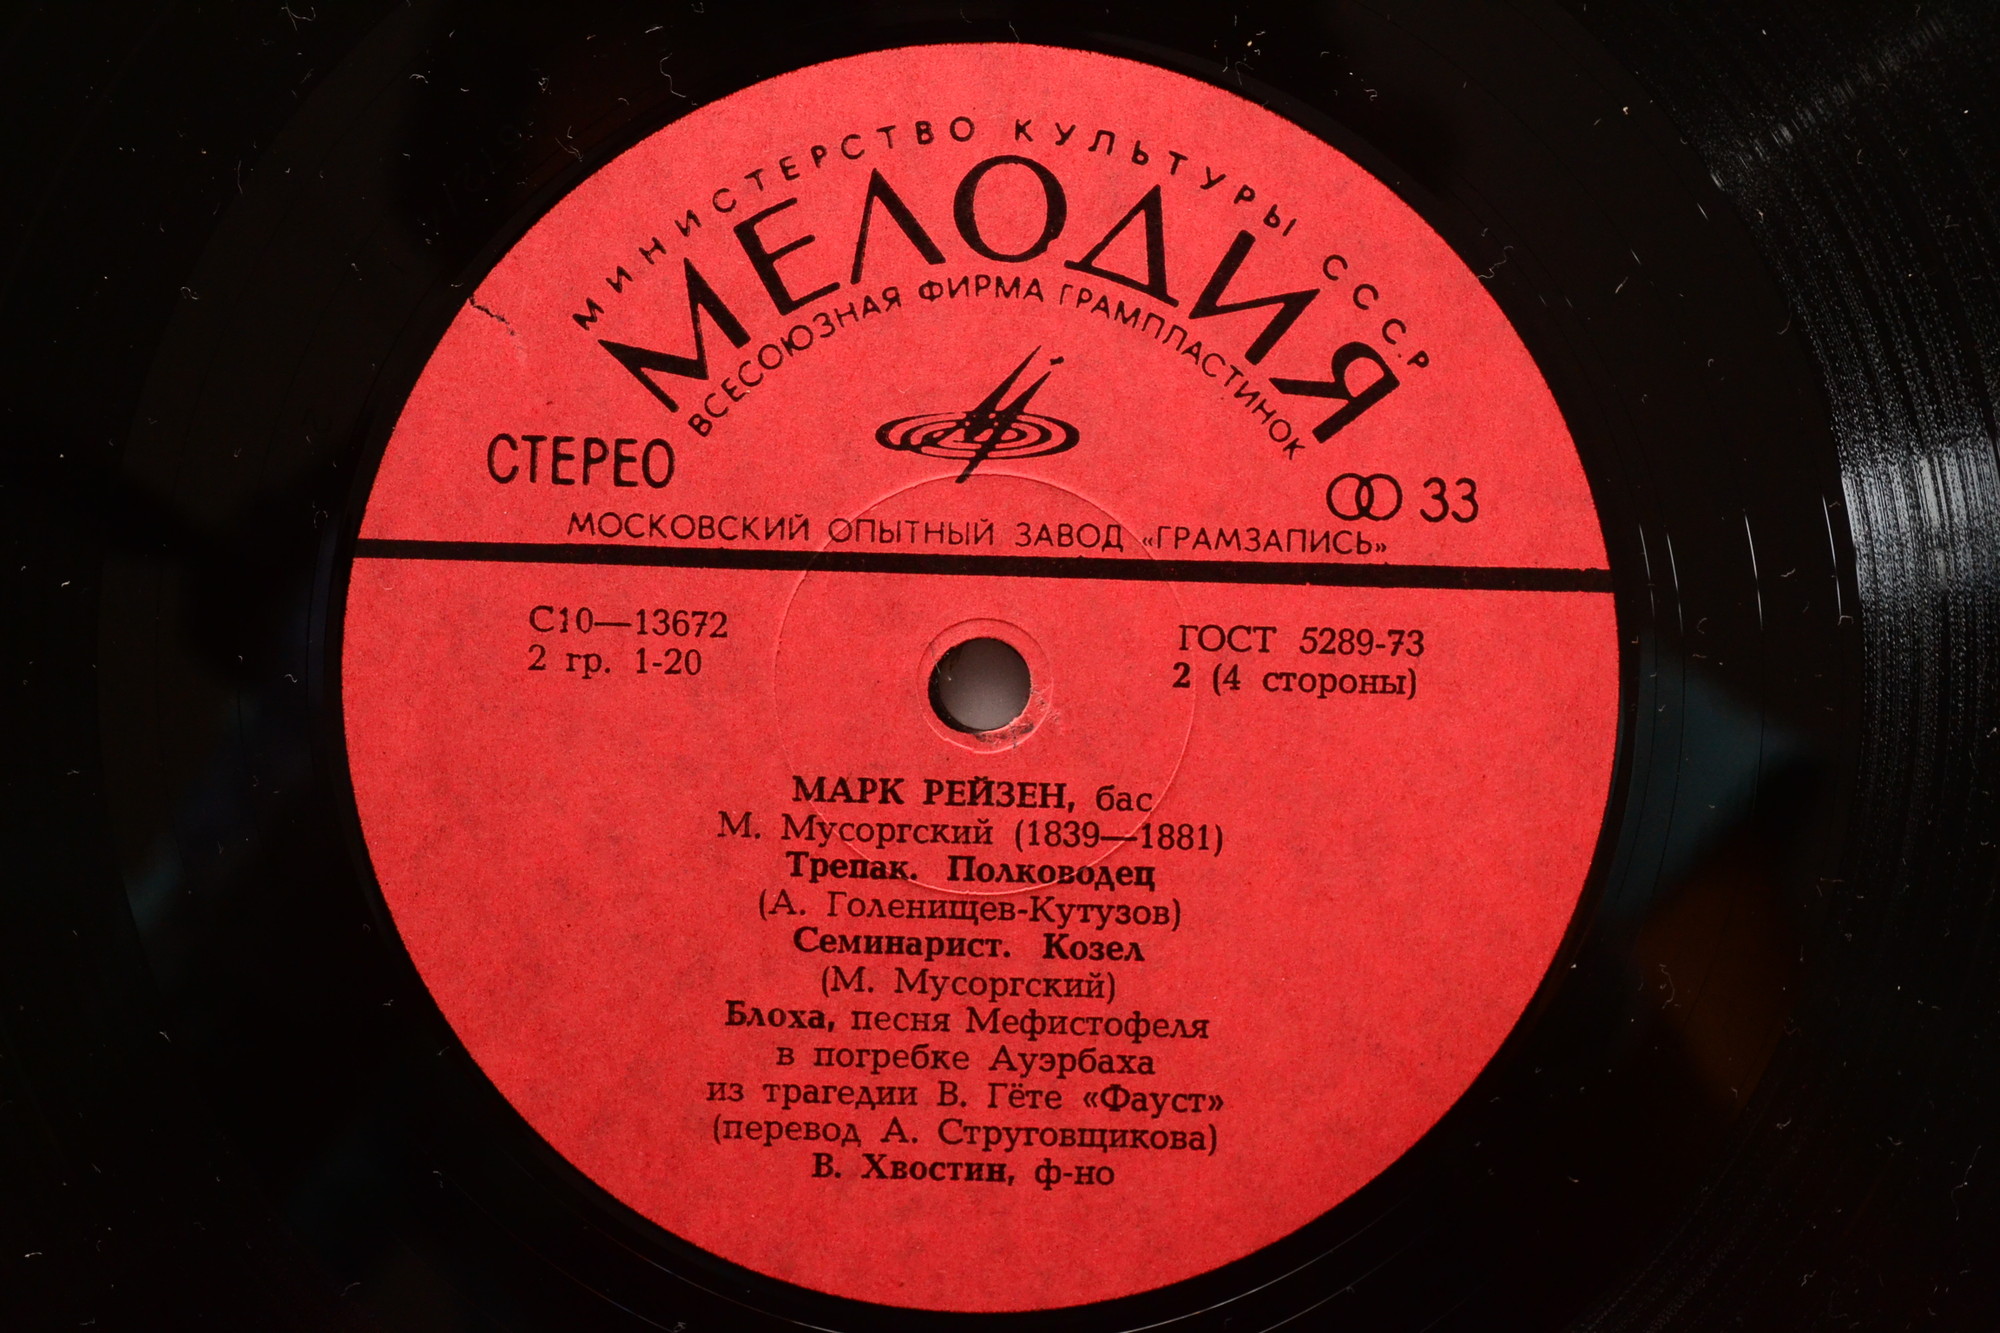 МИНИСТЕРСТВО КУЛЬТУРЫ СССР
МЕЛОДИЯ
ВСЕСОЮЗНАЯ ФИРМА ГРАМПЛАСТИНОК
СТЕРЕО
33
МОСКОВСКИЙ ОПЫТНЫЙ ЗАВОД «ГРАМЗАПИСЬ»
С10—13672
2 гр. 1-20
ГОСТ 5289-73
2 (4 стороны)
МАРК РЕЙЗЕН, бас
М. Мусоргский (1839—1881)
Трепак. Полководец
(А. Голенищев-Кутузов)
Семинарист. Козел
(М. Мусоргский)
Блоха, песня Мефистофеля
в погребке Ауэрбаха
из трагедии В. Гёте «Фауст»
(перевод А. Струговщикова)
В. Хвостин, ф-но